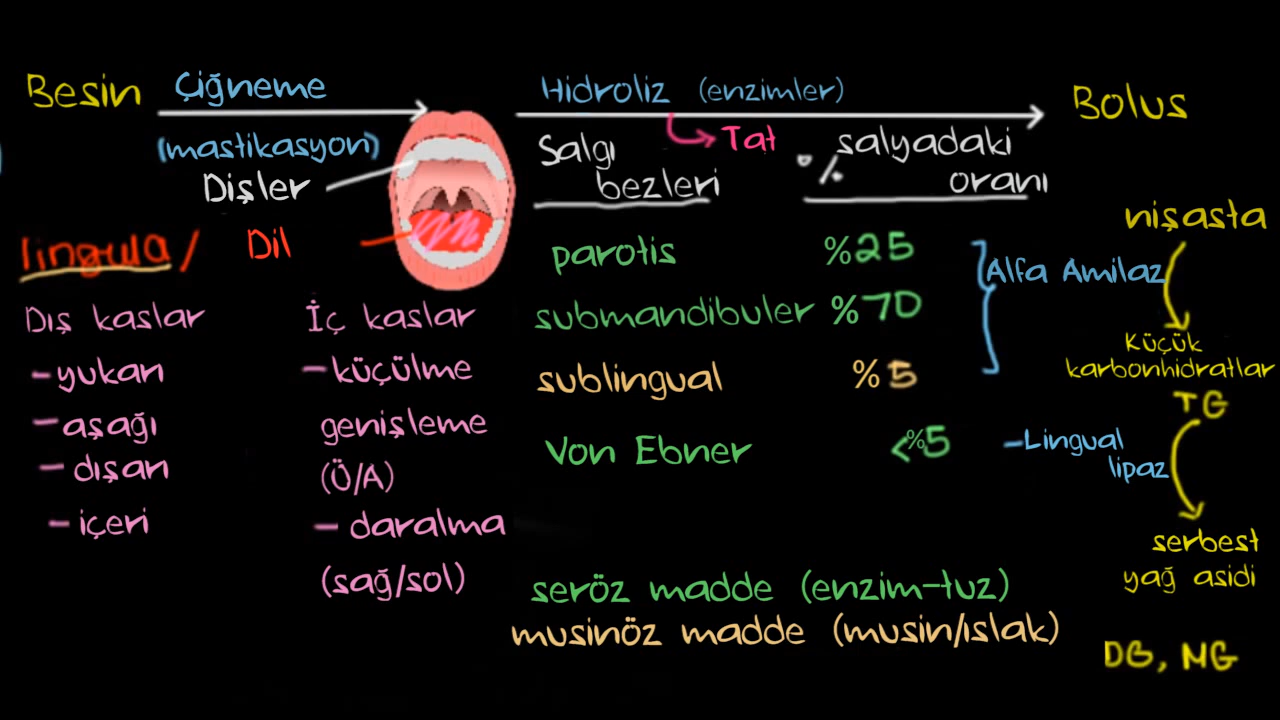 Besin
Çiğneme
(mastikasyon)
Dişler
lingula/ Dil
Dış kaslar
- yukarı
- aşağı
- dışarı
- içeri
İç kaslar
- küçülme
genişleme
(Ü/A)
- daralma
(sağ/sol)
Hidroliz (enzimler)
Tat
Bolus
Salgı
bezleri
% salyadaki
oranı
parotis %25
submandibuler %70
sublingual %5
Von Ebner <%5
Alfa Amilaz
-Lingual
lipaz
nişasta
Küçük
karbonhidratlar
TG
serbest
yağ asidi
DG, MG
seröz madde (enzim-tuz)
musinöz madde (musin/ıslak)